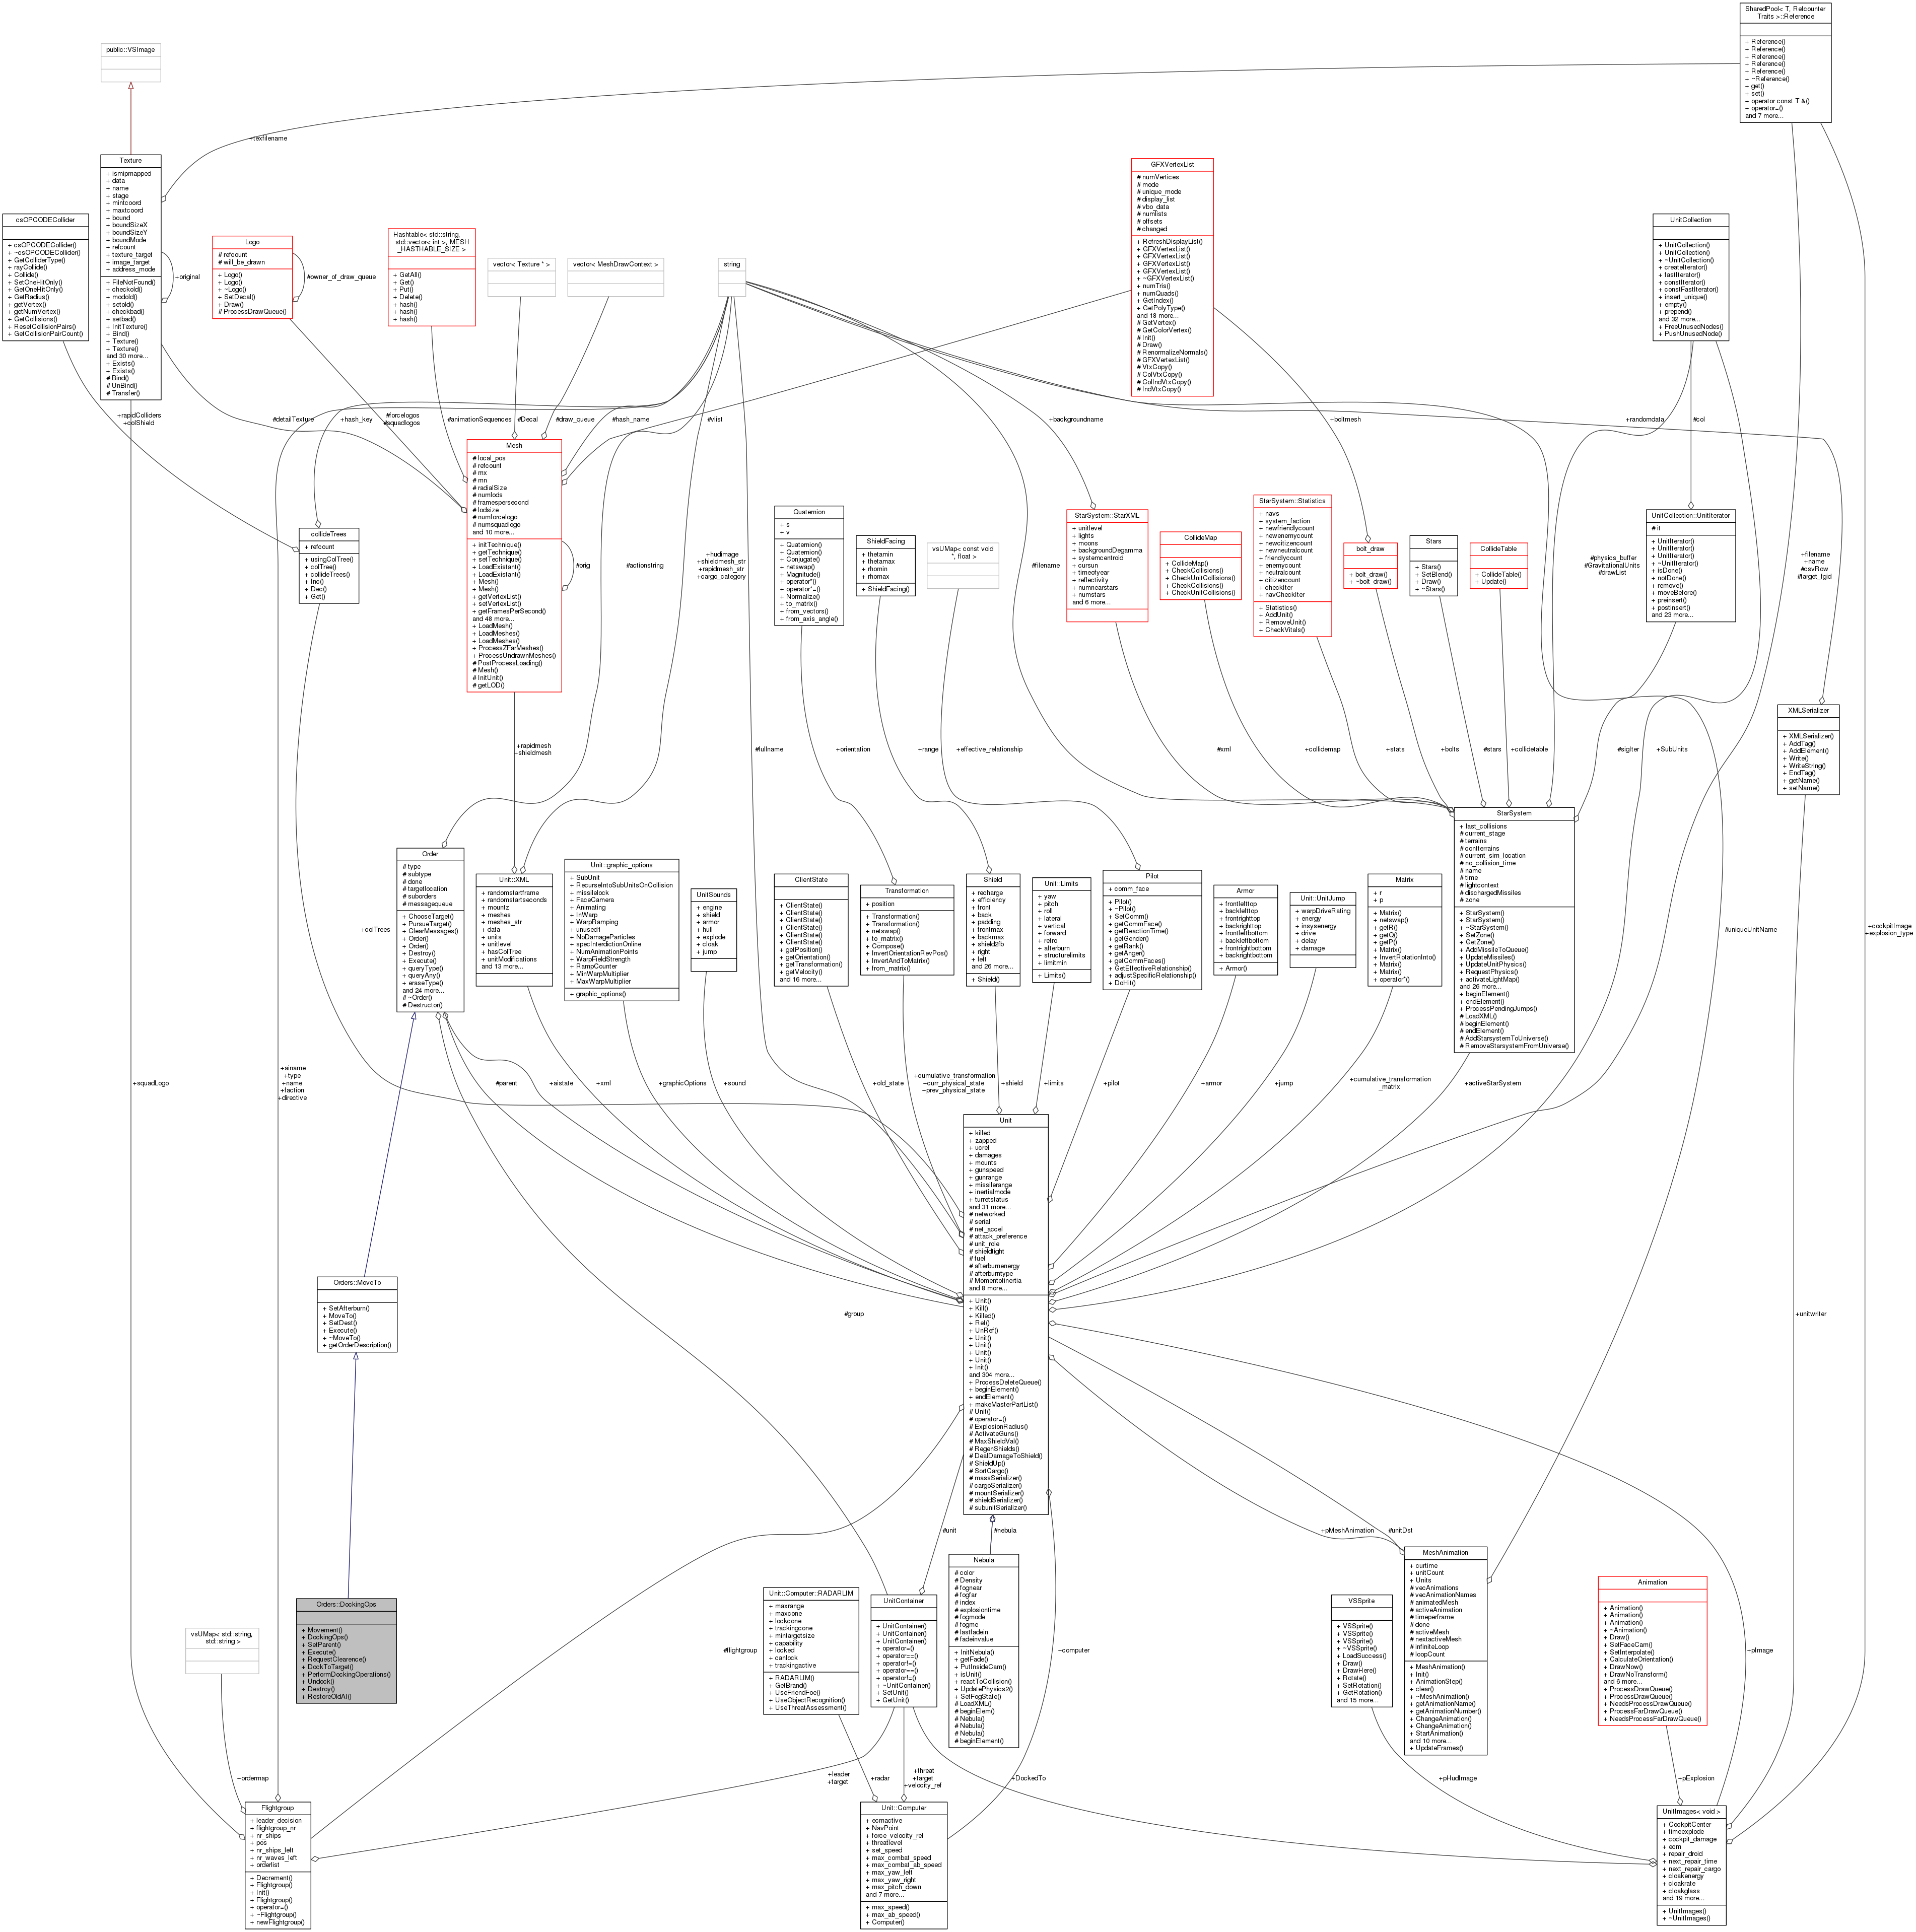 SharedPool< T, Refcounter
Traits >::Reference
+ Reference()
+ Reference()
+ Reference()
+ Reference()
+ Reference()
+ ~Reference()
+ get()
+ set()
+ operator const T &()
+ operator=()
and 7 more...
public::VSImage
+texfilename
Texture
+ ismipmapped
+ data
+ name
+ stage
+ mintcoord
+ maxtcoord
+ bound
+ boundSizeX
+ boundSizeY
+ boundMode
+ refcount
+ texture_target
+ image_target
+ address_mode
+ FileNotFound()
+ checkold()
+ modold()
+ setold()
+ checkbad()
+ setbad()
+ InitTexture()
+ Bind()
+ Texture()
+ Texture()
and 30 more...
+ Exists()
+ Exists()
# Bind()
# UnBind()
# Transfer()
+original
csOPCODECollider
+ csOPCODECollider()
+ ~csOPCODECollider()
+ GetColliderType()
+ rayCollide()
+ Collide()
+ SetOneHitOnly()
+ GetOneHitOnly()
+ GetRadius()
+ getVertex()
+ getNumVertex()
+ GetCollisions()
+ ResetCollisionPairs()
+ GetCollisionPairCount()
Logo
# refcount
# will_be_drawn
+ Logo()
+ Logo()
+ ~Logo()
+ SetDecal()
+ Draw()
# ProcessDrawQueue()
#owner_of_draw_queue
Hashtable< std::string,
std::vector< int >, MESH
_HASTHABLE_SIZE >
+ GetAll()
+ Get()
+ Put()
+ Delete()
+ hash()
+ hash()
+ hash()
vector< Texture * >
vector< MeshDrawContext >
string
GFXVertexList
# numVertices
# mode
# unique_mode
# display_list
# vbo_data
# numlists
# offsets
# changed
+ RefreshDisplayList()
+ GFXVertexList()
+ GFXVertexList()
+ GFXVertexList()
+ GFXVertexList()
+ ~GFXVertexList()
+ numTris()
+ numQuads()
+ GetIndex()
+ GetPolyType()
and 18 more...
# GetVertex()
# GetColorVertex()
# Init()
# Draw()
# RenormalizeNormals()
# GFXVertexList()
# VtxCopy()
# ColVtxCopy()
# ColIndVtxCopy()
# IndVtxCopy()
UnitCollection
+ UnitCollection()
+ UnitCollection()
+ ~UnitCollection()
+ createIterator()
+ fastIterator()
+ constIterator()
+ constFastIterator()
+ insert_unique()
+ empty()
+ prepend()
and 32 more...
+ FreeUnusedNodes()
+ PushUnusedNode()
+rapidColliders
+colShield
#detailTexture
+hash_key
#forcelogos
#squadlogos
#animationSequences
#Decal
#draw_queue
#hash_name
#vlist
+backgroundname
+boltmesh
+randomdata
#col
Mesh
# local_pos
# refcount
# mx
# mn
# radialSize
# numlods
# framespersecond
# lodsize
# numforcelogo
# numsquadlogo
and 10 more...
+ initTechnique()
+ getTechnique()
+ setTechnique()
+ LoadExistant()
+ LoadExistant()
+ Mesh()
+ Mesh()
+ getVertexList()
+ setVertexList()
+ getFramesPerSecond()
and 48 more...
+ LoadMesh()
+ LoadMeshes()
+ LoadMeshes()
+ ProcessZFarMeshes()
+ ProcessUndrawnMeshes()
# PostProcessLoading()
# Mesh()
# InitUnit()
# getLOD()
#orig
collideTrees
+ refcount
+ usingColTree()
+ colTree()
+ collideTrees()
+ Inc()
+ Dec()
+ Get()
#actionstring
+hudimage
+shieldmesh_str
+rapidmesh_str
+cargo_category
Quaternion
+ s
+ v
+ Quaternion()
+ Quaternion()
+ Conjugate()
+ netswap()
+ Magnitude()
+ operator*()
+ operator*=()
+ Normalize()
+ to_matrix()
+ from_vectors()
+ from_axis_angle()
ShieldFacing
+ thetamin
+ thetamax
+ rhomin
+ rhomax
+ ShieldFacing()
vsUMap< const void
*, float >
#filename
StarSystem::StarXML
+ unitlevel
+ lights
+ moons
+ backgroundDegamma
+ systemcentroid
+ cursun
+ timeofyear
+ reflectivity
+ numnearstars
+ numstars
and 6 more...
CollideMap
+ CollideMap()
+ CheckCollisions()
+ CheckUnitCollisions()
+ CheckCollisions()
+ CheckUnitCollisions()
StarSystem::Statistics
+ navs
+ system_faction
+ newfriendlycount
+ newenemycount
+ newcitizencount
+ newneutralcount
+ friendlycount
+ enemycount
+ neutralcount
+ citizencount
+ checkIter
+ navCheckIter
+ Statistics()
+ AddUnit()
+ RemoveUnit()
+ CheckVitals()
bolt_draw
+ bolt_draw()
+ ~bolt_draw()
Stars
+ Stars()
+ SetBlend()
+ Draw()
+ ~Stars()
CollideTable
+ CollideTable()
+ Update()
#physics_buffer
#GravitationalUnits
#drawList
UnitCollection::UnitIterator
# it
+ UnitIterator()
+ UnitIterator()
+ UnitIterator()
+ ~UnitIterator()
+ isDone()
+ notDone()
+ remove()
+ moveBefore()
+ preinsert()
+ postinsert()
and 23 more...
+filename
+name
#csvRow
#target_fgid
XMLSerializer
+ XMLSerializer()
+ AddTag()
+ AddElement()
+ Write()
+ WriteString()
+ EndTag()
+ getName()
+ setName()
+rapidmesh
+shieldmesh
#fullname
+orientation
+range
+effective_relationship
#xml
+collidemap
+stats
+bolts
#stars
+collidetable
#sigIter
+SubUnits
StarSystem
+ last_collisions
# current_stage
# terrains
# contterrains
# current_sim_location
# no_collision_time
# name
# time
# lightcontext
# dischargedMissiles
# zone
+ StarSystem()
+ StarSystem()
+ ~StarSystem()
+ SetZone()
+ GetZone()
+ AddMissileToQueue()
+ UpdateMissiles()
+ UpdateUnitPhysics()
+ RequestPhysics()
+ activateLightMap()
and 26 more...
+ beginElement()
+ endElement()
+ ProcessPendingJumps()
# LoadXML()
# beginElement()
# endElement()
# AddStarsystemToUniverse()
# RemoveStarsystemFromUniverse()
Order
# type
# subtype
# done
# targetlocation
# suborders
# messagequeue
+ ChooseTarget()
+ PursueTarget()
+ ClearMessages()
+ Order()
+ Order()
+ Destroy()
+ Execute()
+ queryType()
+ queryAny()
+ eraseType()
and 24 more...
# ~Order()
# Destructor()
Unit::XML
+ randomstartframe
+ randomstartseconds
+ mountz
+ meshes
+ meshes_str
+ data
+ units
+ unitlevel
+ hasColTree
+ unitModifications
and 13 more...
Unit::graphic_options
+ SubUnit
+ RecurseIntoSubUnitsOnCollision
+ missilelock
+ FaceCamera
+ Animating
+ InWarp
+ WarpRamping
+ unused1
+ NoDamageParticles
+ specInterdictionOnline
+ NumAnimationPoints
+ WarpFieldStrength
+ RampCounter
+ MinWarpMultiplier
+ MaxWarpMultiplier
+ graphic_options()
UnitSounds
+ engine
+ shield
+ armor
+ hull
+ explode
+ cloak
+ jump
ClientState
+ ClientState()
+ ClientState()
+ ClientState()
+ ClientState()
+ ClientState()
+ ClientState()
+ getPosition()
+ getOrientation()
+ getTransformation()
+ getVelocity()
and 16 more...
Transformation
+ position
+ Transformation()
+ Transformation()
+ netswap()
+ to_matrix()
+ Compose()
+ InvertOrientationRevPos()
+ InvertAndToMatrix()
+ from_matrix()
Shield
+ recharge
+ efficiency
+ front
+ back
+ padding
+ frontmax
+ backmax
+ shield2fb
+ right
+ left
and 26 more...
+ Shield()
Unit::Limits
+ yaw
+ pitch
+ roll
+ lateral
+ vertical
+ forward
+ retro
+ afterburn
+ structurelimits
+ limitmin
+ Limits()
Pilot
+ comm_face
+ Pilot()
+ ~Pilot()
+ SetComm()
+ getCommFace()
+ getReactionTime()
+ getGender()
+ getRank()
+ getAnger()
+ getCommFaces()
+ GetEffectiveRelationship()
+ adjustSpecificRelationship()
+ DoHit()
Armor
+ frontlefttop
+ backlefttop
+ frontrighttop
+ backrighttop
+ frontleftbottom
+ backleftbottom
+ frontrightbottom
+ backrightbottom
+ Armor()
Unit::UnitJump
+ warpDriveRating
+ energy
+ insysenergy
+ drive
+ delay
+ damage
Matrix
+ r
+ p
+ Matrix()
+ netswap()
+ getR()
+ getQ()
+ getP()
+ Matrix()
+ InvertRotationInto()
+ Matrix()
+ Matrix()
+ Matrix()
+ operator*()
+colTrees
#uniqueUnitName
+cockpitImage
+explosion_type
+squadLogo
+ainame
+type
+name
+faction
+directive
#parent
+aistate
+xml
+graphicOptions
+sound
+old_state
+cumulative_transformation
+curr_physical_state
+prev_physical_state
+shield
+limits
+pilot
+armor
+jump
+cumulative_transformation
_matrix
+activeStarSystem
Unit
+ killed
+ zapped
+ ucref
+ damages
+ mounts
+ gunspeed
+ gunrange
+ missilerange
+ inertialmode
+ turretstatus
and 31 more...
# networked
# serial
# net_accel
# attack_preference
# unit_role
# shieldtight
# fuel
# afterburnenergy
# afterburntype
# Momentofinertia
and 8 more...
+ Unit()
+ Kill()
+ Killed()
+ Ref()
+ UnRef()
+ Unit()
+ Unit()
+ Unit()
+ Unit()
+ Init()
and 304 more...
+ ProcessDeleteQueue()
+ beginElement()
+ endElement()
+ makeMasterPartList()
# Unit()
# operator=()
# ExplosionRadius()
# ActivateGuns()
# MaxShieldVal()
# RegenShields()
# DealDamageToShield()
# ShieldUp()
# SortCargo()
# massSerializer()
# cargoSerializer()
# mountSerializer()
# shieldSerializer()
# subunitSerializer()
Orders::MoveTo
+ SetAfterburn()
+ MoveTo()
+ SetDest()
+ Execute()
+ ~MoveTo()
+ getOrderDescription()
#group
+unitwriter
#unit
#nebula
+pMeshAnimation
#unitDst
Orders::DockingOps
+ Movement()
+ DockingOps()
+ SetParent()
+ Execute()
+ RequestClearence()
+ DockToTarget()
+ PerformDockingOperations()
+ Undock()
+ Destroy()
+ RestoreOldAI()
vsUMap< std::string,
std::string >
#flightgroup
Unit::Computer::RADARLIM
+ maxrange
+ maxcone
+ lockcone
+ trackingcone
+ mintargetsize
+ capability
+ locked
+ canlock
+ trackingactive
+ RADARLIM()
+ GetBrand()
+ UseFriendFoe()
+ UseObjectRecognition()
+ UseThreatAssessment()
UnitContainer
+ UnitContainer()
+ UnitContainer()
+ UnitContainer()
+ operator=()
+ operator==()
+ operator!=()
+ operator==()
+ operator!=()
+ ~UnitContainer()
+ SetUnit()
+ GetUnit()
Nebula
# color
# Density
# fognear
# fogfar
# index
# explosiontime
# fogmode
# fogme
# lastfadein
# fadeinvalue
+ InitNebula()
+ getFade()
+ PutInsideCam()
+ isUnit()
+ reactToCollision()
+ UpdatePhysics2()
+ SetFogState()
# LoadXML()
# beginElem()
# Nebula()
# Nebula()
# Nebula()
# beginElement()
+computer
VSSprite
+ VSSprite()
+ VSSprite()
+ VSSprite()
+ ~VSSprite()
+ LoadSuccess()
+ Draw()
+ DrawHere()
+ Rotate()
+ SetRotation()
+ GetRotation()
and 15 more...
MeshAnimation
+ curtime
+ unitCount
+ Units
# vecAnimations
# vecAnimationNames
# animatedMesh
# activeAnimation
# timeperframe
# done
# activeMesh
# nextactiveMesh
# infiniteLoop
# loopCount
+ MeshAnimation()
+ Init()
+ AnimationStep()
+ clear()
+ ~MeshAnimation()
+ getAnimationName()
+ getAnimationNumber()
+ ChangeAnimation()
+ ChangeAnimation()
+ StartAnimation()
and 10 more...
+ UpdateFrames()
Animation
+ Animation()
+ Animation()
+ Animation()
+ ~Animation()
+ Draw()
+ SetFaceCam()
+ SetInterpolate()
+ CalculateOrientation()
+ DrawNow()
+ DrawNoTransform()
and 6 more...
+ ProcessDrawQueue()
+ ProcessDrawQueue()
+ NeedsProcessDrawQueue()
+ ProcessFarDrawQueue()
+ NeedsProcessFarDrawQueue()
+pImage
+ordermap
+leader
+target
+radar
+threat
+target
+velocity_ref
+DockedTo
+pHudImage
+pExplosion
Flightgroup
+ leader_decision
+ flightgroup_nr
+ nr_ships
+ pos
+ nr_ships_left
+ nr_waves_left
+ orderlist
+ Decrement()
+ Flightgroup()
+ Init()
+ Flightgroup()
+ operator=()
+ ~Flightgroup()
+ newFlightgroup()
Unit::Computer
+ ecmactive
+ NavPoint
+ force_velocity_ref
+ threatlevel
+ set_speed
+ max_combat_speed
+ max_combat_ab_speed
+ max_yaw_left
+ max_yaw_right
+ max_pitch_down
and 7 more...
+ max_speed()
+ max_ab_speed()
+ Computer()
UnitImages< void >
+ CockpitCenter
+ timeexplode
+ cockpit_damage
+ ecm
+ repair_droid
+ next_repair_time
+ next_repair_cargo
+ cloakenergy
+ cloakrate
+ cloakglass
and 19 more...
+ UnitImages()
+ ~UnitImages()